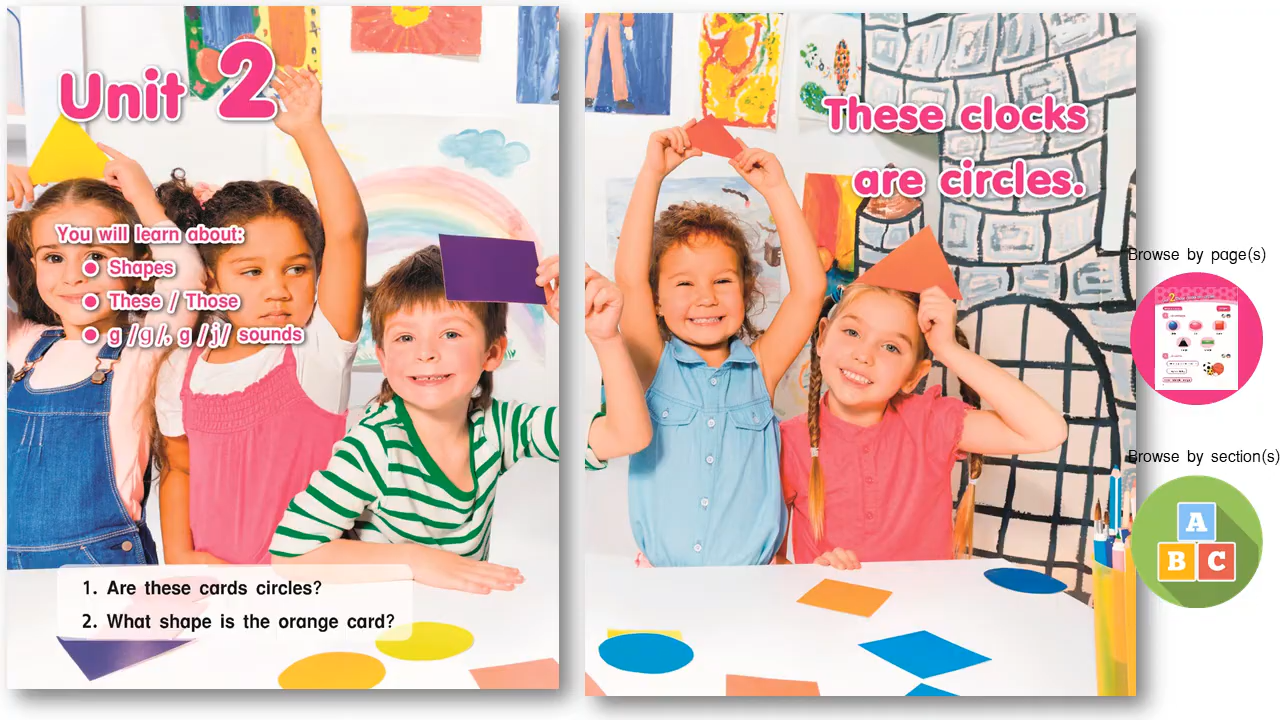 Unit 2
You will learn about:
● Shapes
● These / Those
● g /g/, g /j/ sounds
1. Are these cards circles?
2. What shape is the orange card?
These clocks
are circles.
Browse by page(s)
Browse by section(s)
A
B C